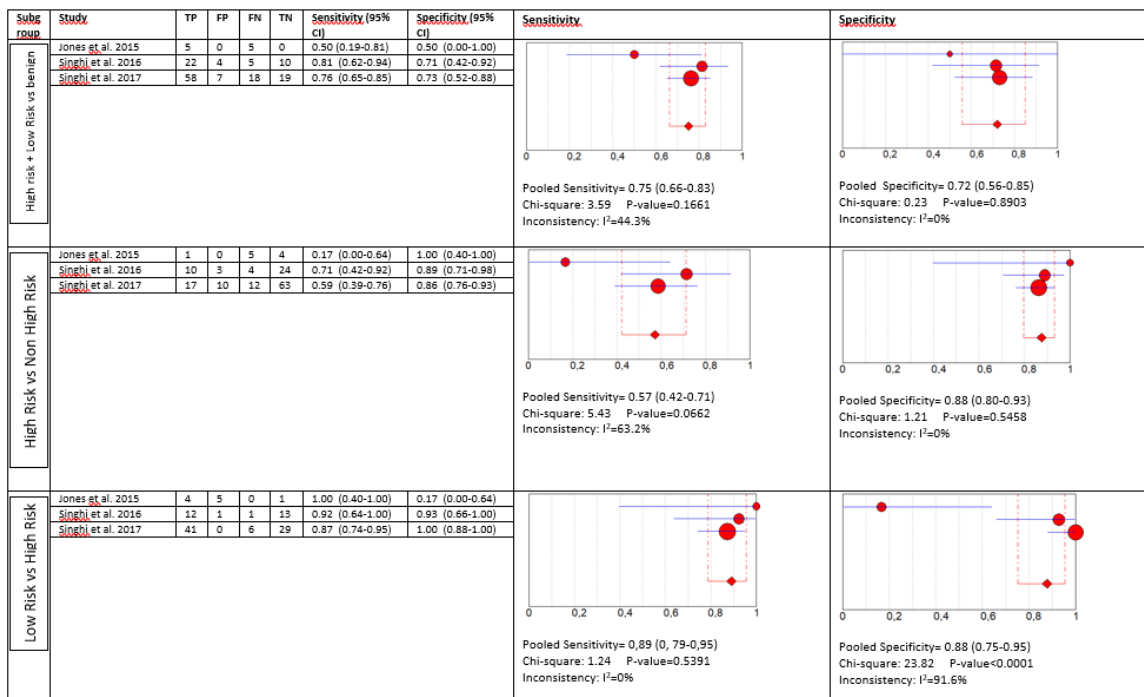 Subg roup | Study | TP | FP | FN | TN | Sensitivity (95% CI) | Specificity (95% CI) | Sensitivity | Specificity
High risk + Low Risk vs benign
Jones et al. 2015 | 5 | 0 | 5 | 0 | 0.50 (0.19-0.81) | 0.50 (0.00-1.00)
Singhi et al. 2016 | 22 | 4 | 5 | 10 | 0.81 (0.62-0.94) | 0.71 (0.42-0.92)
Singhi et al. 2017 | 58 | 7 | 18 | 19 | 0.76 (0.65-0.85) | 0.73 (0.52-0.88)
0 0,2 0,4 0,6 0,8 1
Pooled Sensitivity= 0.75 (0.66-0.83)
Chi-square: 3.59 P-value=0.1661
Inconsistency: I²=44.3%
0 0,2 0,4 0,6 0,8 1
Pooled Specificity= 0.72 (0.56-0.85)
Chi-square: 0.23 P-value=0.8903
Inconsistency: I²=0%
High Risk vs Non High Risk
Jones et al. 2015 | 1 | 0 | 5 | 4 | 0.17 (0.00-0.64) | 1.00 (0.40-1.00)
Singhi et al. 2016 | 10 | 3 | 4 | 24 | 0.71 (0.42-0.92) | 0.89 (0.71-0.98)
Singhi et al. 2017 | 17 | 10 | 12 | 63 | 0.59 (0.39-0.76) | 0.86 (0.76-0.93)
0 0,2 0,4 0,6 0,8 1
Pooled Sensitivity= 0.57 (0.42-0.71)
Chi-square: 5.43 P-value=0.0662
Inconsistency: I²=63.2%
0 0,2 0,4 0,6 0,8 1
Pooled Specificity= 0.88 (0.80-0.93)
Chi-square: 1.21 P-value=0.5458
Inconsistency: I²=0%
Low Risk vs High Risk
Jones et al. 2015 | 4 | 5 | 0 | 1 | 1.00 (0.40-1.00) | 0.17 (0.00-0.64)
Singhi et al. 2016 | 12 | 1 | 1 | 13 | 0.92 (0.64-1.00) | 0.93 (0.66-1.00)
Singhi et al. 2017 | 41 | 0 | 6 | 29 | 0.87 (0.74-0.95) | 1.00 (0.88-1.00)
0 0,2 0,4 0,6 0,8 1
Pooled Sensitivity= 0,89 (0, 79-0,95)
Chi-square: 1.24 P-value=0.5391
Inconsistency: I²=0%
0 0,2 0,4 0,6 0,8 1
Pooled Specificity= 0.88 (0.75-0.95)
Chi-square: 23.82 P-value<0.0001
Inconsistency: I²=91.6%